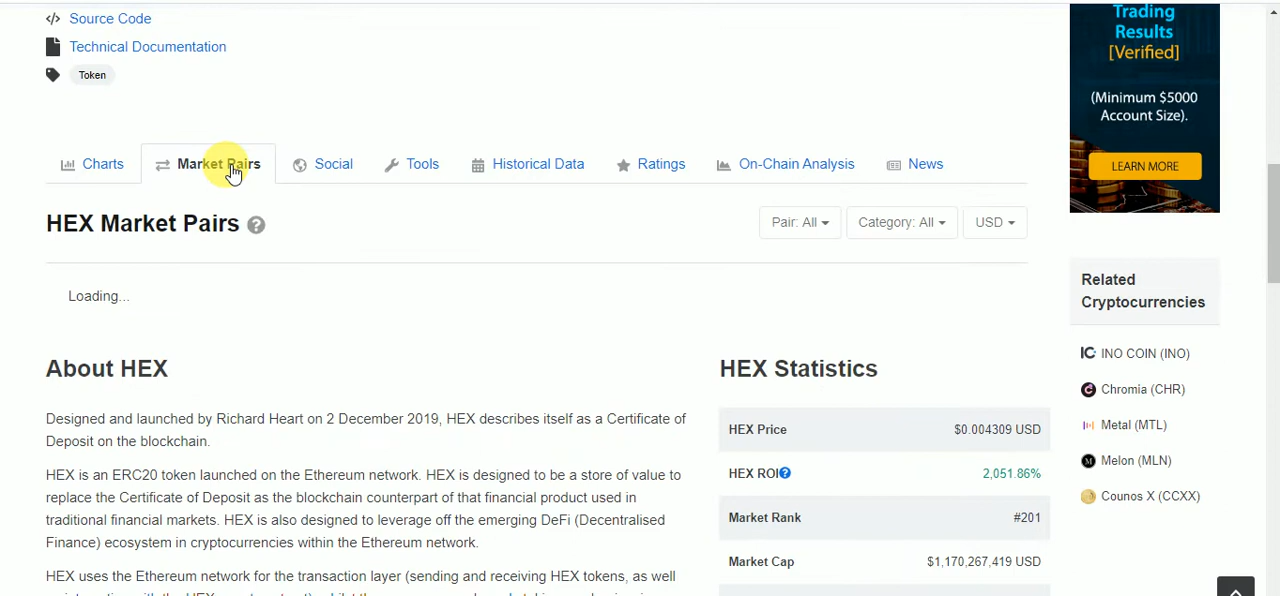 Source Code
Technical Documentation
Token
Trading
Results
[Verified]
(Minimum $5000
Account Size).
LEARN MORE
Charts
Market Pairs
Social
Tools
Historical Data
Ratings
On-Chain Analysis
News
HEX Market Pairs
Pair: All
Category: All
USD
Loading...
Related
Cryptocurrencies
INO COIN (INO)
Chromia (CHR)
Metal (MTL)
Melon (MLN)
Counos X (CCXX)
About HEX
Designed and launched by Richard Heart on 2 December 2019, HEX describes itself as a Certificate of
Deposit on the blockchain.
HEX is an ERC20 token launched on the Ethereum network. HEX is designed to be a store of value to
replace the Certificate of Deposit as the blockchain counterpart of that financial product used in
traditional financial markets. HEX is also designed to leverage off the emerging DeFi (Decentralised
Finance) ecosystem in cryptocurrencies within the Ethereum network.
HEX uses the Ethereum network for the transaction layer (sending and receiving HEX tokens, as well
HEX Statistics
HEX Price $0.004309 USD
HEX ROI 2,051.86%
Market Rank #201
Market Cap $1,170,267,419 USD